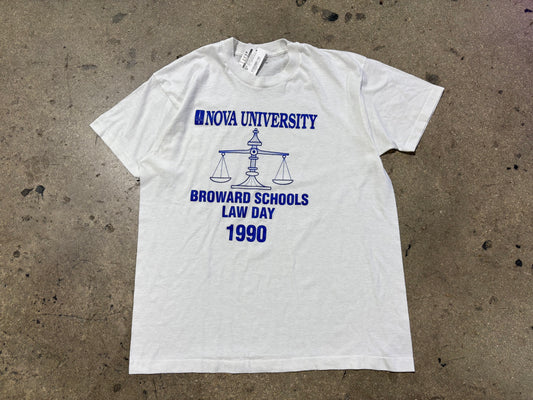 NOVA UNIVERSITY
BROWARD SCHOOLS
LAW DAY
1990